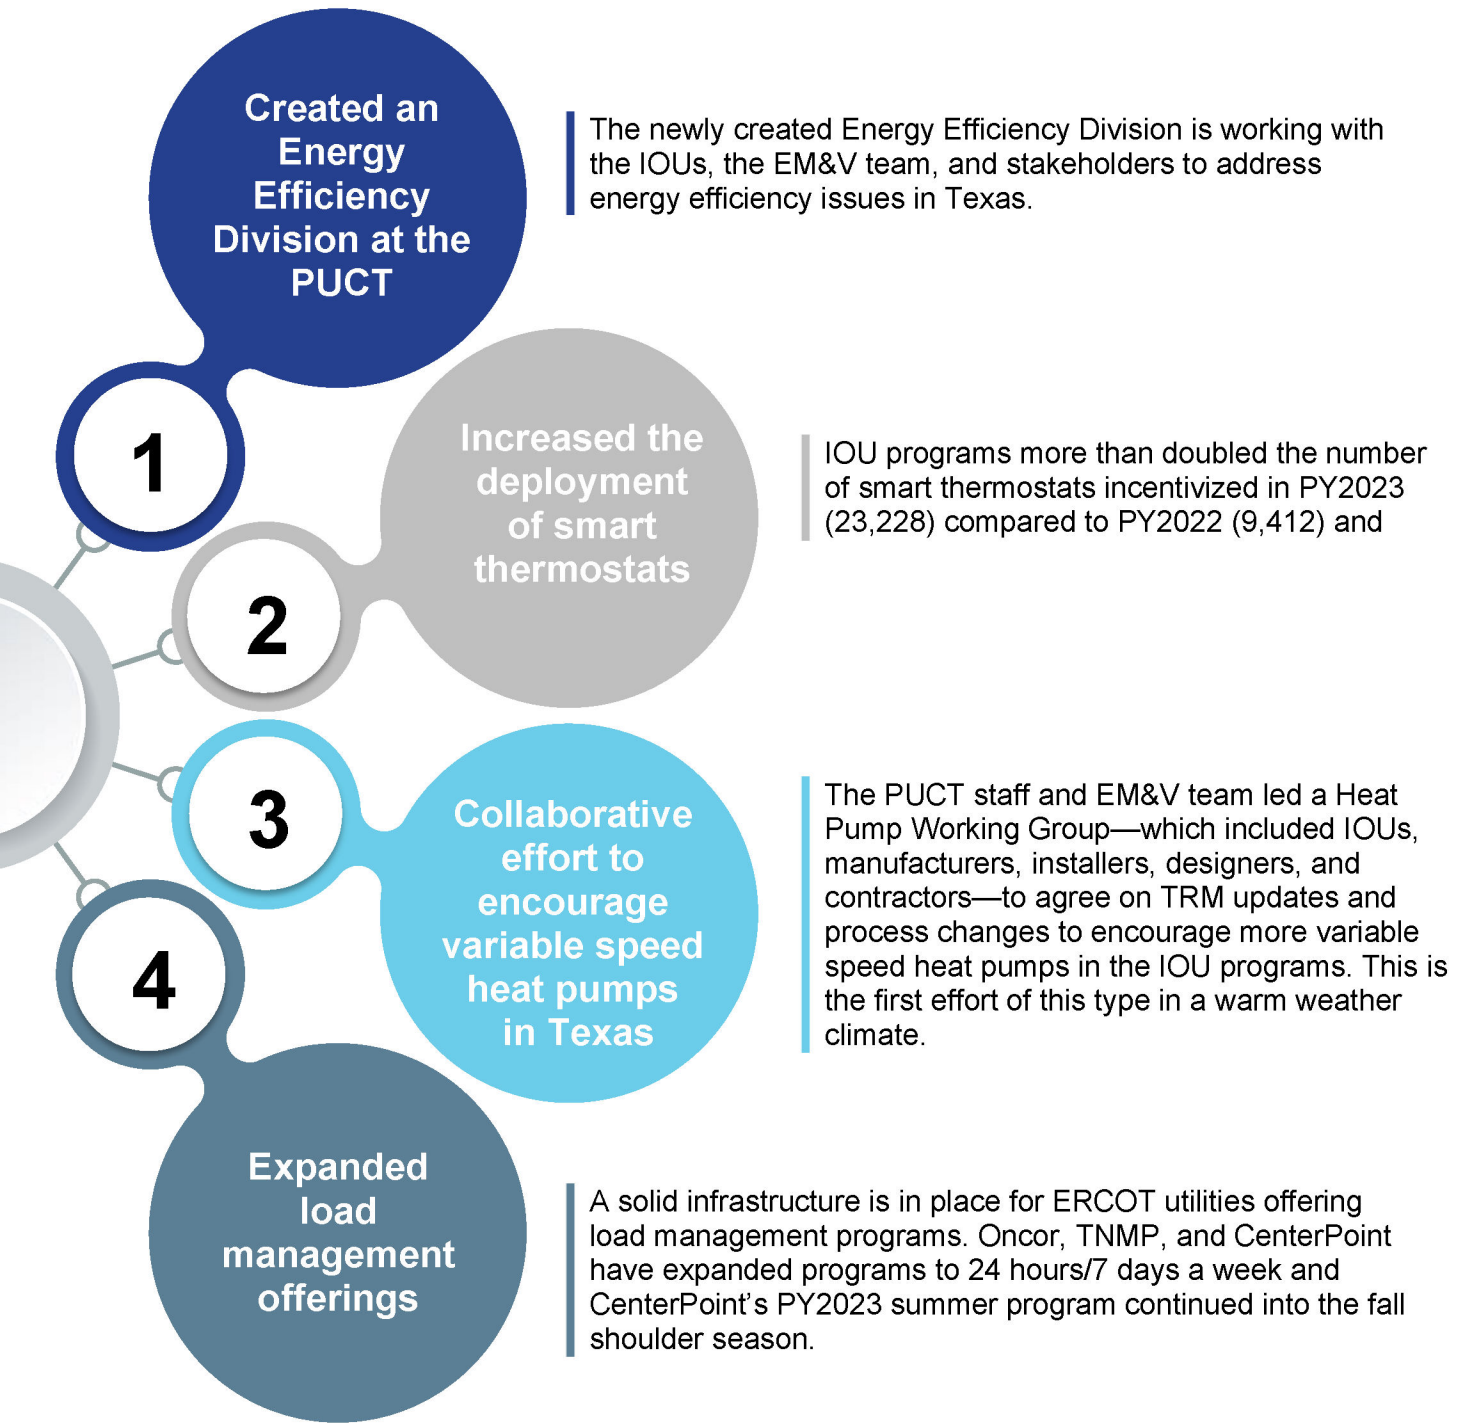 Created an
Energy
Efficiency
Division at the
PUCT
The newly created Energy Efficiency Division is working with
the IOUs, the EM&V team, and stakeholders to address
energy efficiency issues in Texas.
1
Increased the
deployment
of smart
thermostats
IOU programs more than doubled the number
of smart thermostats incentivized in PY2023
(23,228) compared to PY2022 (9,412) and
2
3
Collaborative
effort to
encourage
variable speed
heat pumps
in Texas
The PUCT staff and EM&V team led a Heat
Pump Working Group—which included IOUs,
manufacturers, installers, designers, and
contractors—to agree on TRM updates and
process changes to encourage more variable
speed heat pumps in the IOU programs. This is
the first effort of this type in a warm weather
climate.
4
Expanded
load
management
offerings
A solid infrastructure is in place for ERCOT utilities offering
load management programs. Oncor, TNMP, and CenterPoint
have expanded programs to 24 hours/7 days a week and
CenterPoint’s PY2023 summer program continued into the fall
shoulder season.